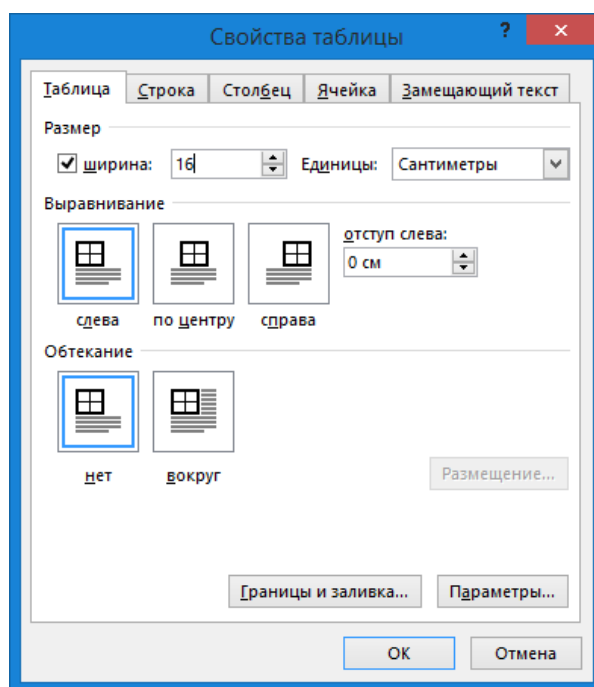 Свойства таблицы ? ×
Таблица Строка Столбец Ячейка Замещающий текст
Размер
ширина: 16 Единицы: Сантиметры
Выравнивание
отступ слева:
0 см
слева по центру справа
Обтекание
нет вокруг
Размещение...
Границы и заливка... Параметры...
ОК Отмена